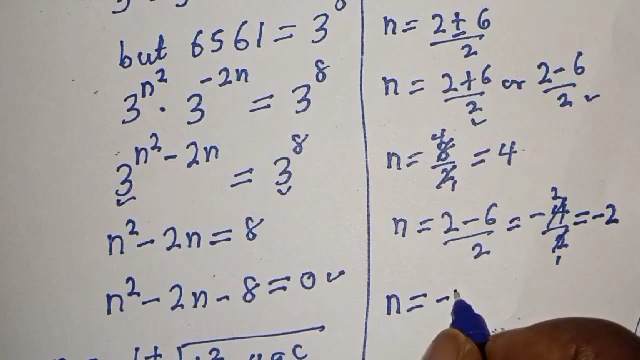 but 6561 = 3^8
3^n² · 3^-2n = 3^8
3^n²-2n = 3^8
n² - 2n = 8
n² - 2n - 8 = 0
n = 2 ± 6 / 2
n = 2+6 / 2 or 2-6 / 2
n = 8/2 = 4
n = 2-6 / 2 = -4/2 = -2
n = -